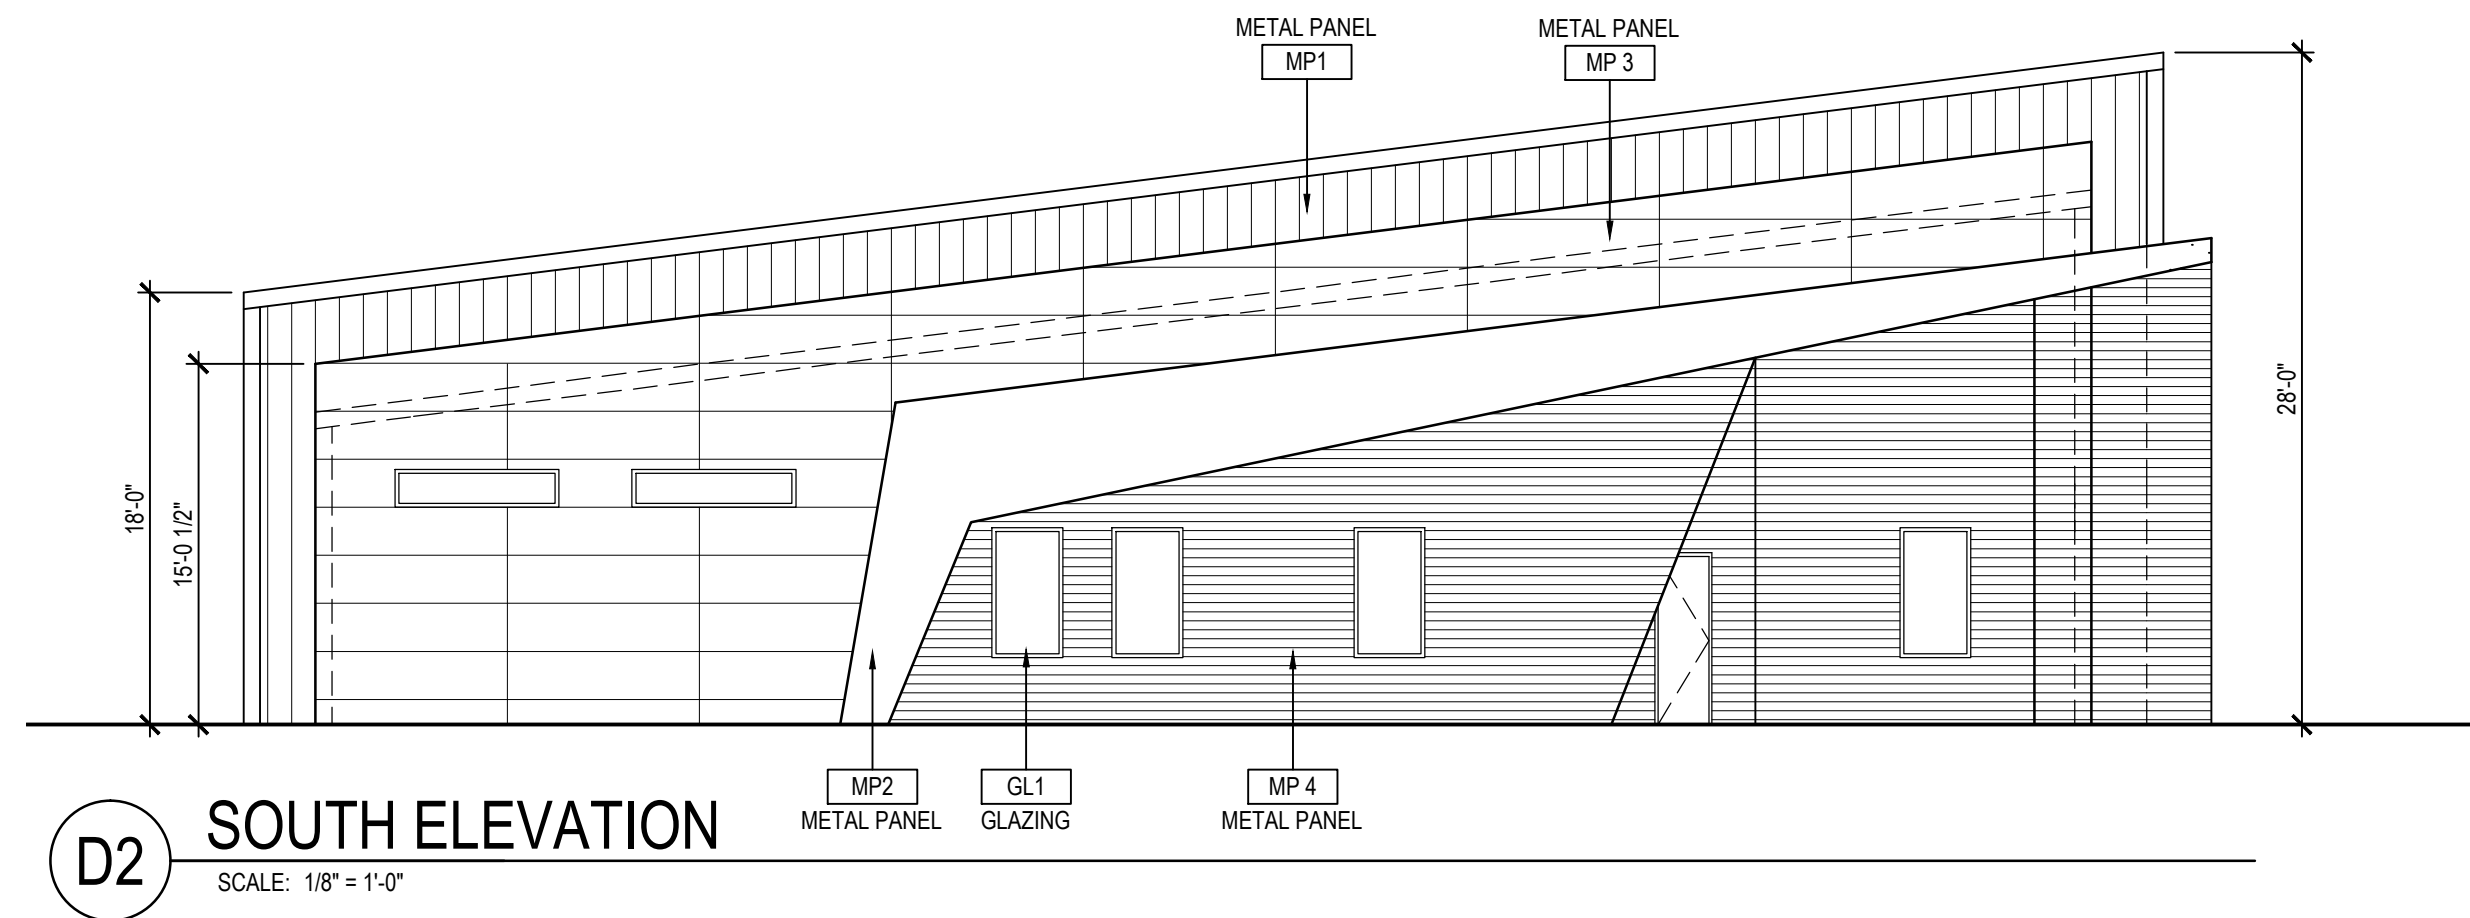 METAL PANEL
MP1
METAL PANEL
MP 3
18'-0"
15'-0 1/2"
28'-0"
MP2
METAL PANEL
GL1
GLAZING
MP 4
METAL PANEL
D2
SOUTH ELEVATION
SCALE: 1/8" = 1'-0"